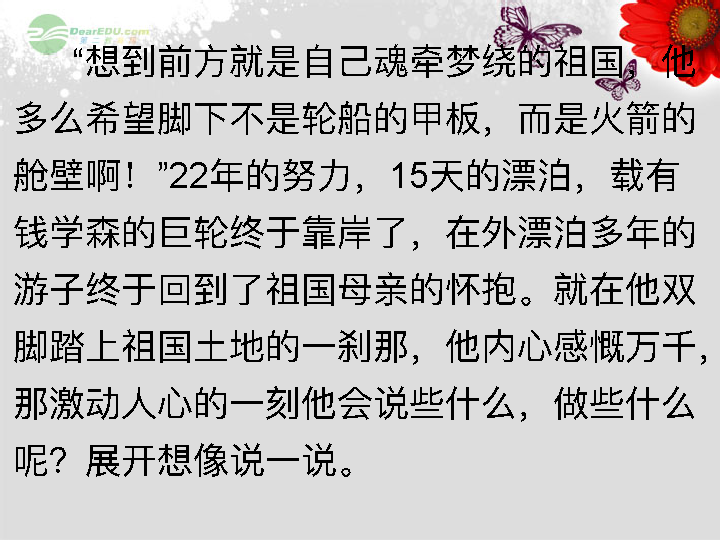 DearEDU.com
“想到前方就是自己魂牵梦绕的祖国，他
多么希望脚下不是轮船的甲板，而是火箭的
舱壁啊！”22年的努力，15天的漂泊，载有
钱学森的巨轮终于靠岸了，在外漂泊多年的
游子终于回到了祖国母亲的怀抱。就在他双
脚踏上祖国土地的一刹那，他内心感慨万千，
那激动人心的一刻他会说些什么，做些什么
呢？展开想像说一说。